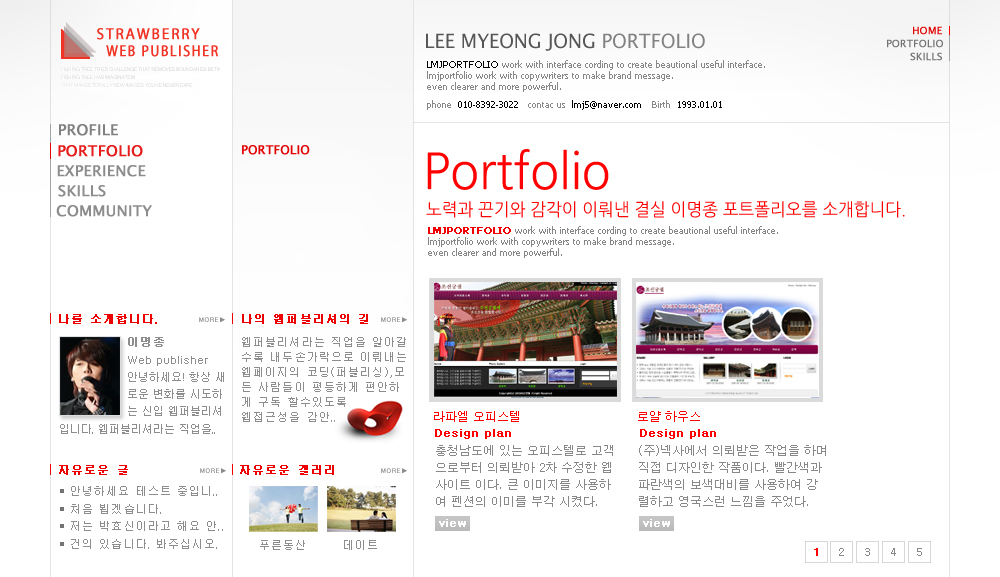 STRAWBERRY
WEB PUBLISHER
PROFILE
PORTFOLIO
EXPERIENCE
SKILLS
COMMUNITY
PORTFOLIO
LEE MYEONG JONG PORTFOLIO
LMJPORTFOLIO work with interface cording to create beautional useful interface.
lmjportfolio work with copywriters to make brand message.
even clearer and more powerful.
phone 010-8392-3022 contac us lmj5@naver.com Birth 1993.01.01
HOME
PORTFOLIO
SKILLS
Portfolio
노력과 끈기와 감각이 이뤄낸 결실 이명종 포트폴리오를 소개합니다.
LMJPORTFOLIO work with interface cording to create beautional useful interface.
lmjportfolio work with copywriters to make brand message.
even clearer and more powerful.
나를 소개합니다. MORE ▶
이명종
Web publisher
안녕하세요! 항상 새
로운 변화를 시도하
는 신입 웹퍼블리셔
입니다. 웹퍼블리셔라는 직업을..
나의 웹퍼블리셔의 길 MORE ▶
웹퍼블리셔라는 직업을 알아갈
수록 내두손가락으로 이뤄내는
웹페이지의 코딩(퍼블리싱),모
든 사람들이 평등하게 편안하
게 구독 할수있도록
웹접근성을 감안..
자유로운 글 MORE ▶
안녕하세요 테스트 중입니..
처음 뵙겠습니다.
저는 박효신이라고 해요 안..
건의 있습니다. 봐주십시오.
자유로운 갤러리 MORE ▶
푸른동산
데이트
라파엘 오피스텔
Design plan
충청남도에 있는 오피스텔로 고객
으로부터 의뢰받아 2차 수정한 웹
사이트 이다. 큰 이미지를 사용하
여 펜션의 이미를 부각 시켰다.
view
로얄 하우스
Design plan
(주)넥사에서 의뢰받은 작업을 하며
직접 디자인한 작품이다. 빨간색과
파란색의 보색대비를 사용하여 강
렬하고 영국스런 느낌을 주었다.
view
1 2 3 4 5